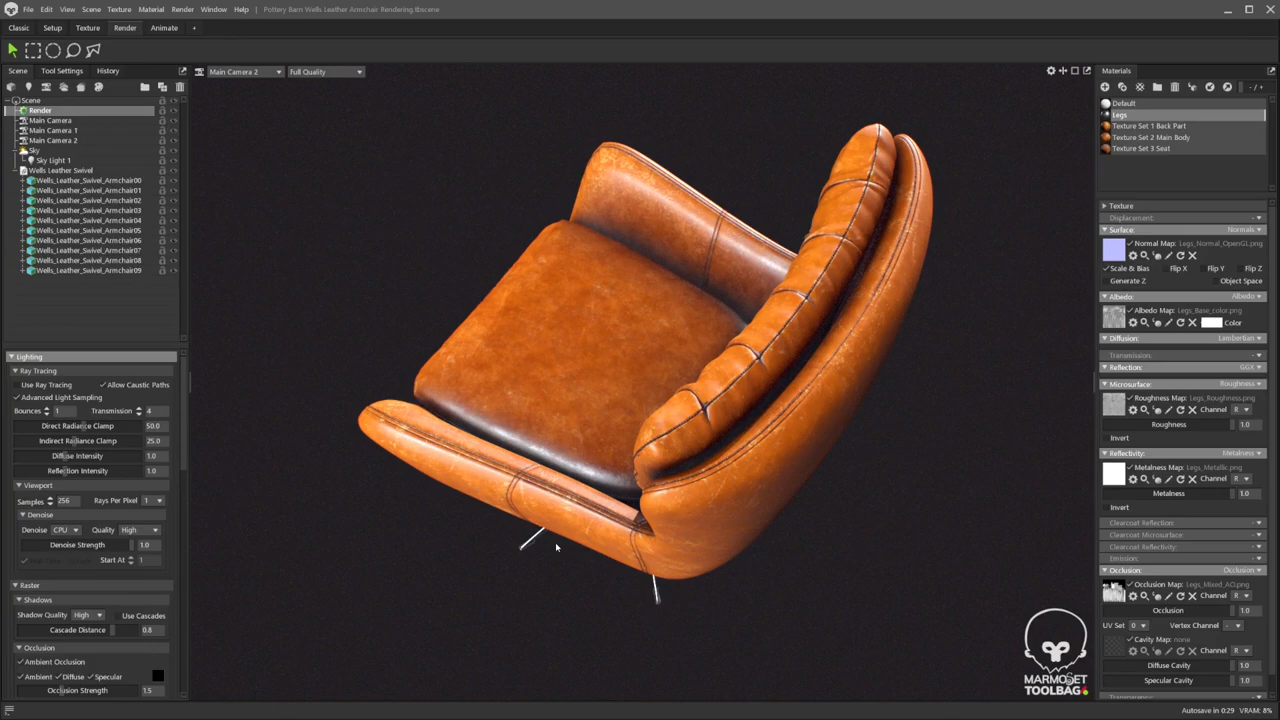 File Edit View Scene Texture Material Render Window Help Pottery Barn Wells Leather Armchair Rendering.tbscene
Classic Setup Texture Render Animate +
Scene Tool Settings History
Main Camera 2 Full Quality
Scene
Render
Main Camera
Main Camera 1
Main Camera 2
Sky
Sky Light 1
Wells Leather Swivel
Wells_Leather_Swivel_Armchair00
Wells_Leather_Swivel_Armchair01
Wells_Leather_Swivel_Armchair02
Wells_Leather_Swivel_Armchair03
Wells_Leather_Swivel_Armchair04
Wells_Leather_Swivel_Armchair05
Wells_Leather_Swivel_Armchair06
Wells_Leather_Swivel_Armchair07
Wells_Leather_Swivel_Armchair08
Wells_Leather_Swivel_Armchair09
Lighting
Ray Tracing
Use Ray Tracing Allow Caustic Paths
Advanced Light Sampling
Bounces 1 Transmission 4
Direct Radiance Clamp 50.0
Indirect Radiance Clamp 25.0
Diffuse Intensity 1.0
Reflection Intensity 1.0
Viewport
Samples 256 Rays Per Pixel 1
Denoise
Denoise CPU Quality High
Denoise Strength 1.0
Start At 1
Raster
Shadows
Shadow Quality High Use Cascades
Cascade Distance 0.8
Occlusion
Ambient Occlusion
Ambient Diffuse Specular
Occlusion Strength 1.5
Materials
- / +
Default
Legs
Texture Set 1 Back Part
Texture Set 2 Main Body
Texture Set 3 Seat
Texture
Displacement:
Surface: Normals
Normal Map: Legs_Normal_OpenGL.png
Scale & Bias Flip X Flip Y Flip Z
Generate Z Object Space
Albedo: Albedo
Albedo Map: Legs_Base_color.png
Color
Diffusion: Lambertian
Transmission:
Reflection: GGX
Microsurface: Roughness
Roughness Map: Legs_Roughness.png
Channel R
Roughness 1.0
Invert
Reflectivity: Metalness
Metalness Map: Legs_Metallic.png
Channel R
Metalness 1.0
Invert
Clearcoat Reflection:
Clearcoat Microsurface:
Clearcoat Reflectivity:
Emission:
Occlusion: Occlusion
Occlusion Map: Legs_Mixed_AO.png
Channel R
Occlusion 1.0
UV Set 0 Vertex Channel -
Cavity Map: none
Channel R
Diffuse Cavity 1.0
Specular Cavity 1.0
Transparency:
MARMOSET
TOOLBAG
Autosave in 0:29 VRAM: 8%